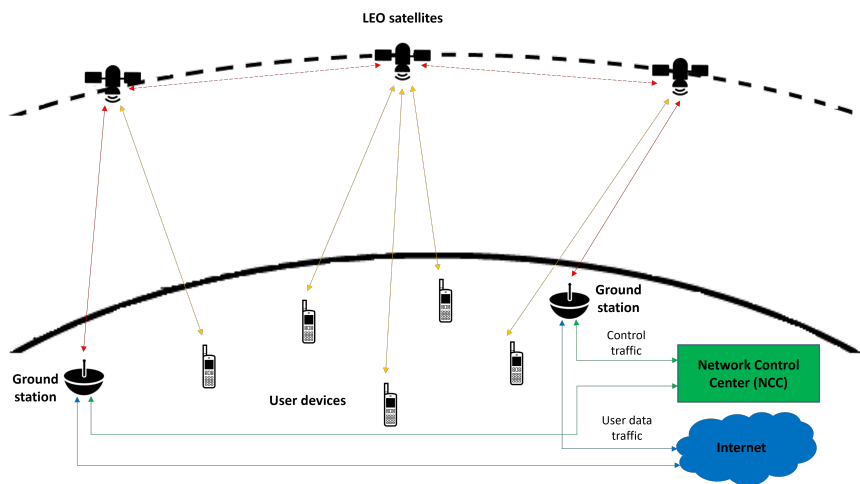 LEO satellites
Ground
station
Control
traffic
Network Control
Center (NCC)
Ground
station
User devices
User data
traffic
Internet